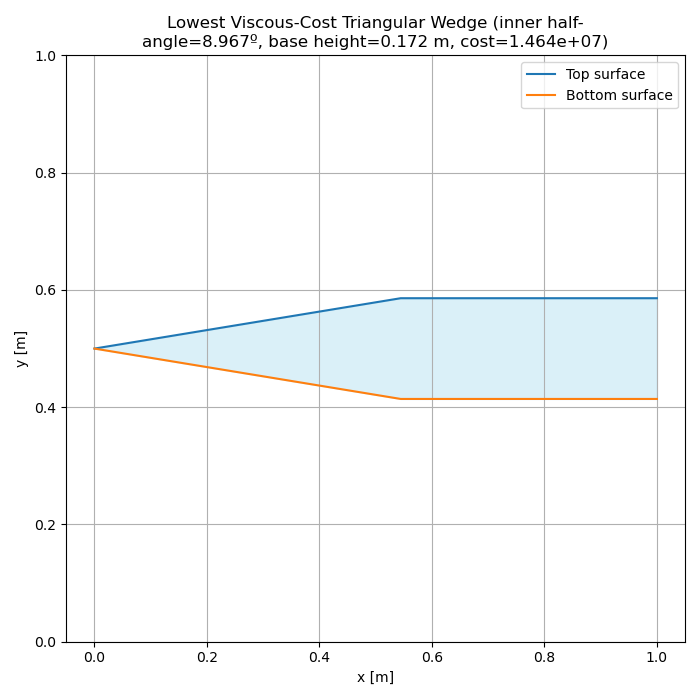 Lowest Viscous-Cost Triangular Wedge (inner half-
angle=8.967º, base height=0.172 m, cost=1.464e+07)
Top surface
Bottom surface
1.0
0.8
0.6
0.4
0.2
0.0
y [m]
0.0 0.2 0.4 0.6 0.8 1.0
x [m]